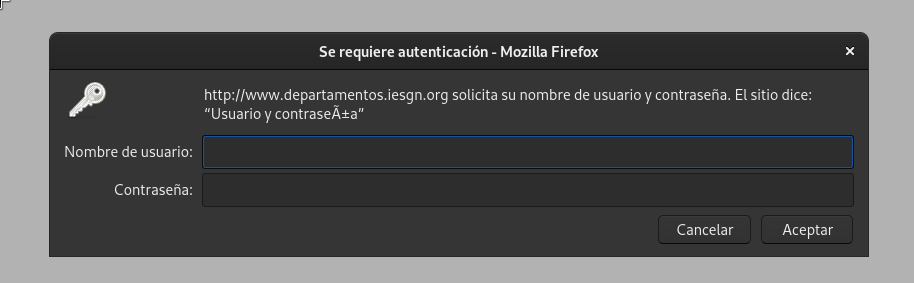 Se requiere autenticación - Mozilla Firefox
http://www.departamentos.iesgn.org solicita su nombre de usuario y contraseña. El sitio dice:
“Usuario y contraseÃ±a”
Nombre de usuario:
Contraseña:
Cancelar Aceptar